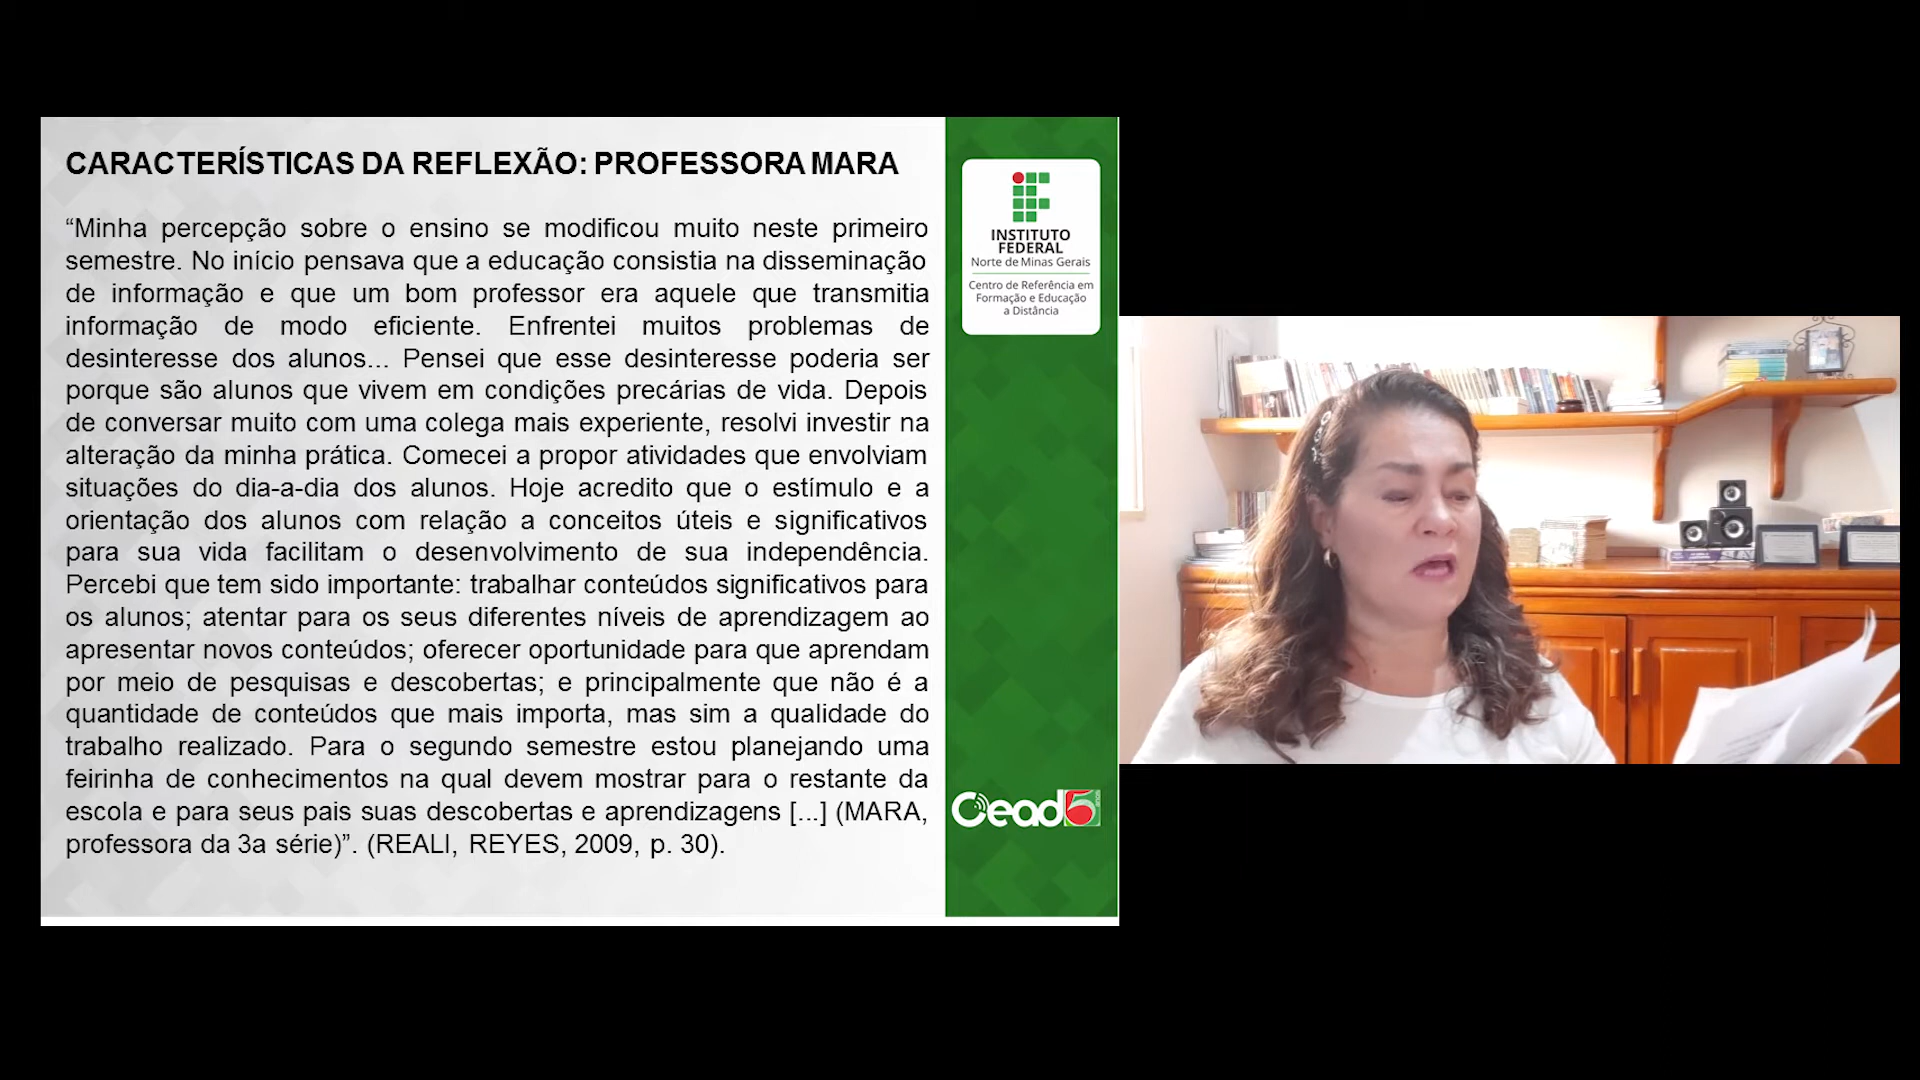 CARACTERÍSTICAS DA REFLEXÃO: PROFESSORA MARA
“Minha percepção sobre o ensino se modificou muito neste primeiro
semestre. No início pensava que a educação consistia na disseminação
de informação e que um bom professor era aquele que transmitia
informação de modo eficiente. Enfrentei muitos problemas de
desinteresse dos alunos... Pensei que esse desinteresse poderia ser
porque são alunos que vivem em condições precárias de vida. Depois
de conversar muito com uma colega mais experiente, resolvi investir na
alteração da minha prática. Comecei a propor atividades que envolviam
situações do dia-a-dia dos alunos. Hoje acredito que o estímulo e a
orientação dos alunos com relação a conceitos úteis e significativos
para sua vida facilitam o desenvolvimento de sua independência.
Percebi que tem sido importante: trabalhar conteúdos significativos para
os alunos; atentar para os seus diferentes níveis de aprendizagem ao
apresentar novos conteúdos; oferecer oportunidade para que aprendam
por meio de pesquisas e descobertas; e principalmente que não é a
quantidade de conteúdos que mais importa, mas sim a qualidade do
trabalho realizado. Para o segundo semestre estou planejando uma
feirinha de conhecimentos na qual devem mostrar para o restante da
escola e para seus pais suas descobertas e aprendizagens [...] (MARA,
professora da 3a série)”. (REALI, REYES, 2009, p. 30).
INSTITUTO
FEDERAL
Norte de Minas Gerais
Centro de Referência em
Formação e Educação
a Distância
Cead5
anos